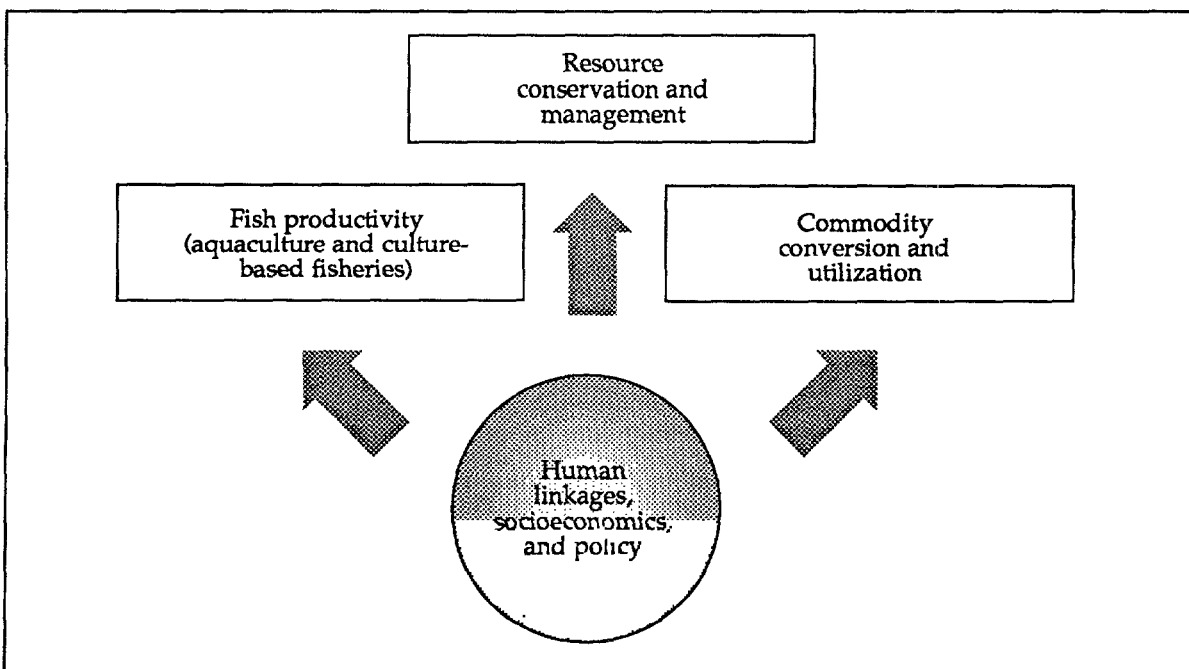 Resource
conservation and
management
Fish productivity
(aquaculture and culture-
based fisheries)
Commodity
conversion and
utilization
Human
linkages,
socioeconomics,
and policy